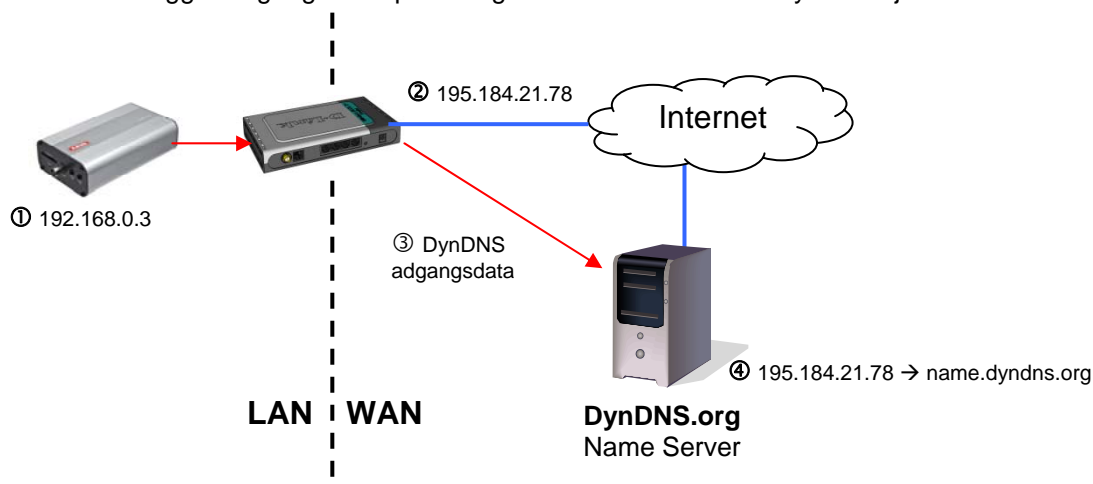 ② 195.184.21.78
Internet
D-Link
① 192.168.0.3
③ DynDNS
adgangsdata
④ 195.184.21.78 → name.dyndns.org
LAN
WAN
DynDNS.org
Name Server